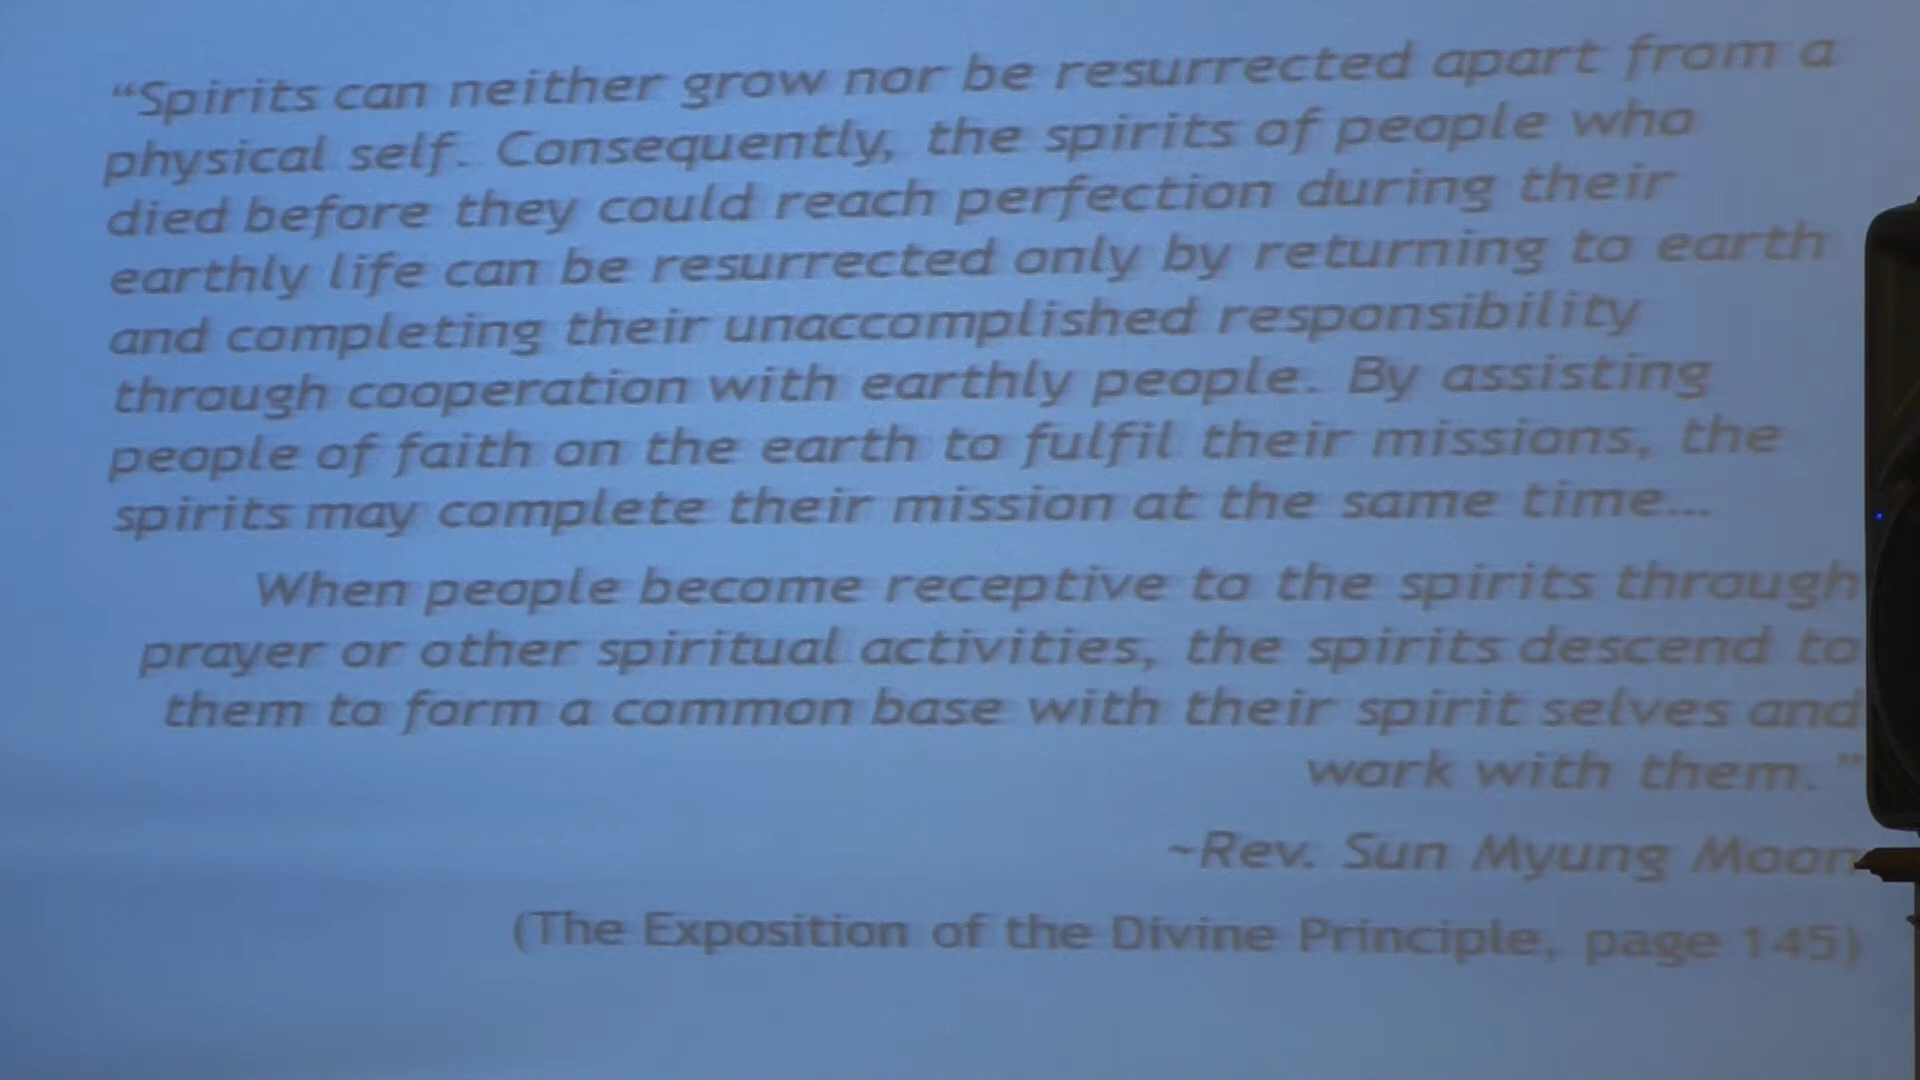 “Spirits can neither grow nor be resurrected apart from a
physical self. Consequently, the spirits of people who
died before they could reach perfection during their
earthly life can be resurrected only by returning to earth
and completing their unaccomplished responsibility
through cooperation with earthly people. By assisting
people of faith on the earth to fulfil their missions, the
spirits may complete their mission at the same time...
When people become receptive to the spirits through
prayer or other spiritual activities, the spirits descend to
them to form a common base with their spirit selves and
work with them.”
~Rev. Sun Myung Moon
(The Exposition of the Divine Principle, page 145)